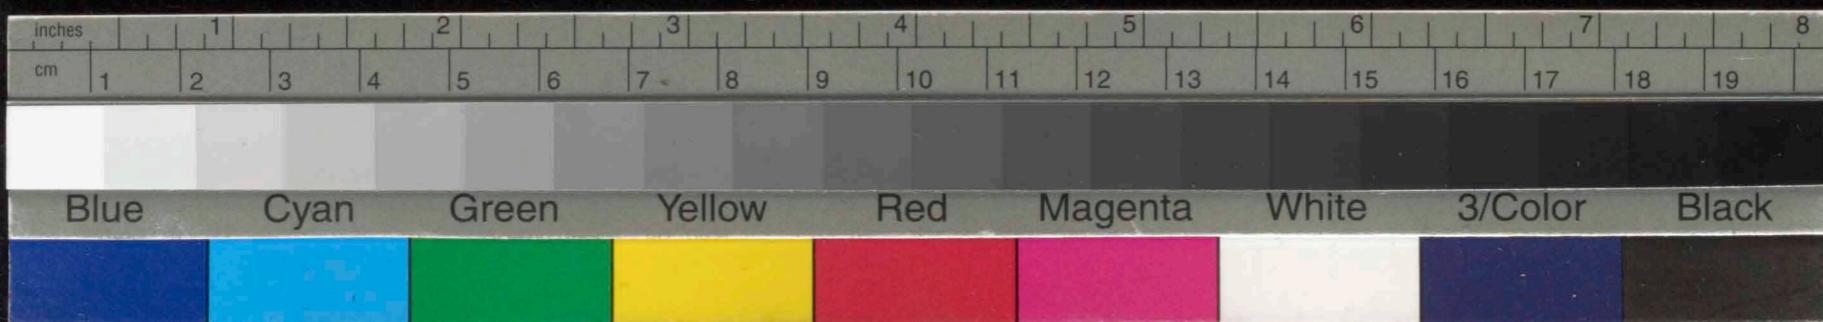 inches 1 2 3 4 5 6 7 8
cm 1 2 3 4 5 6 7 8 9 10 11 12 13 14 15 16 17 18 19
Blue Cyan Green Yellow Red Magenta White 3/Color Black